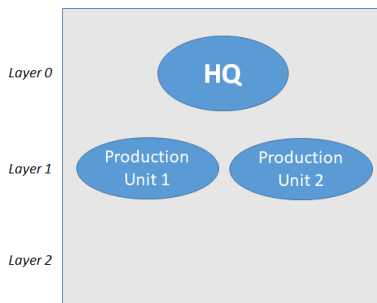 Layer 0
HQ
Layer 1
Production
Unit 1
Production
Unit 2
Layer 2